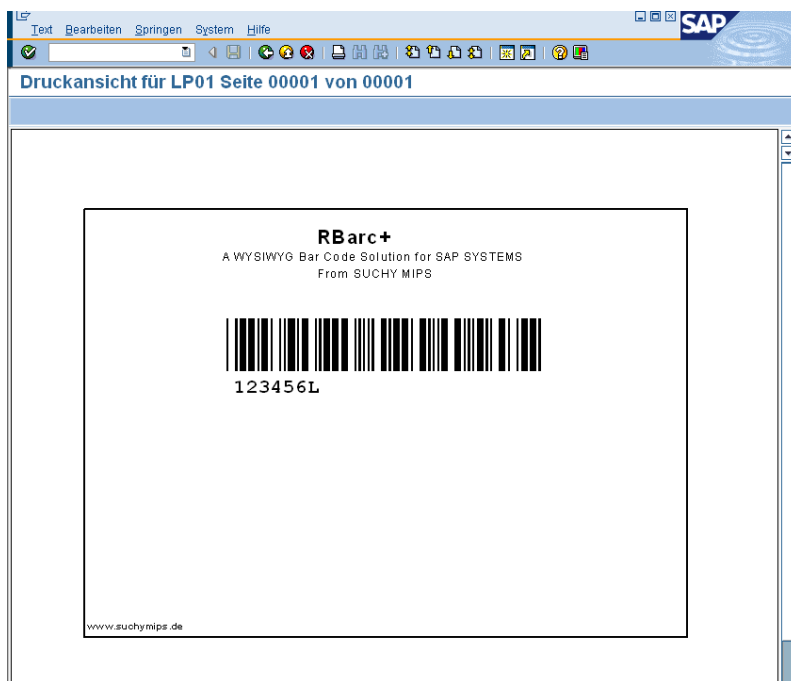 Text Bearbeiten Springen System Hilfe
SAP
Druckansicht für LP01 Seite 00001 von 00001
RBarc+
A WYSIWYG Bar Code Solution for SAP SYSTEMS
From SUCHY MIPS
123456L
www.suchymips.de